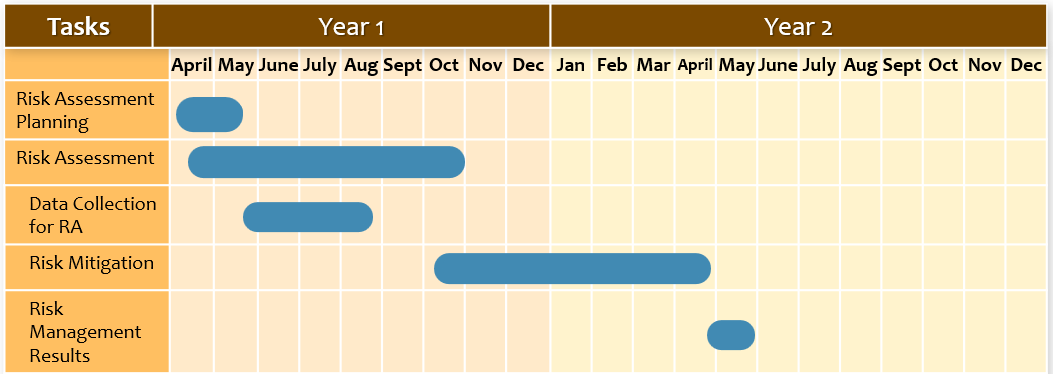 Tasks Year 1 Year 2
April May June July Aug Sept Oct Nov Dec Jan Feb Mar April May June July Aug Sept Oct Nov Dec
Risk Assessment
Planning
Risk Assessment
Data Collection
for RA
Risk Mitigation
Risk
Management
Results